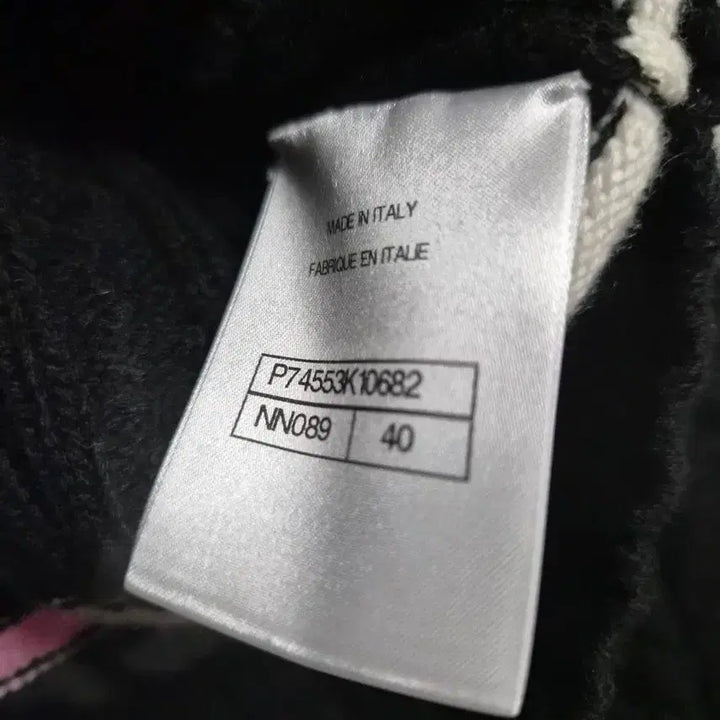 MADE IN ITALY
FABRIQUE EN ITALIE
P74553K10682
NN089 40